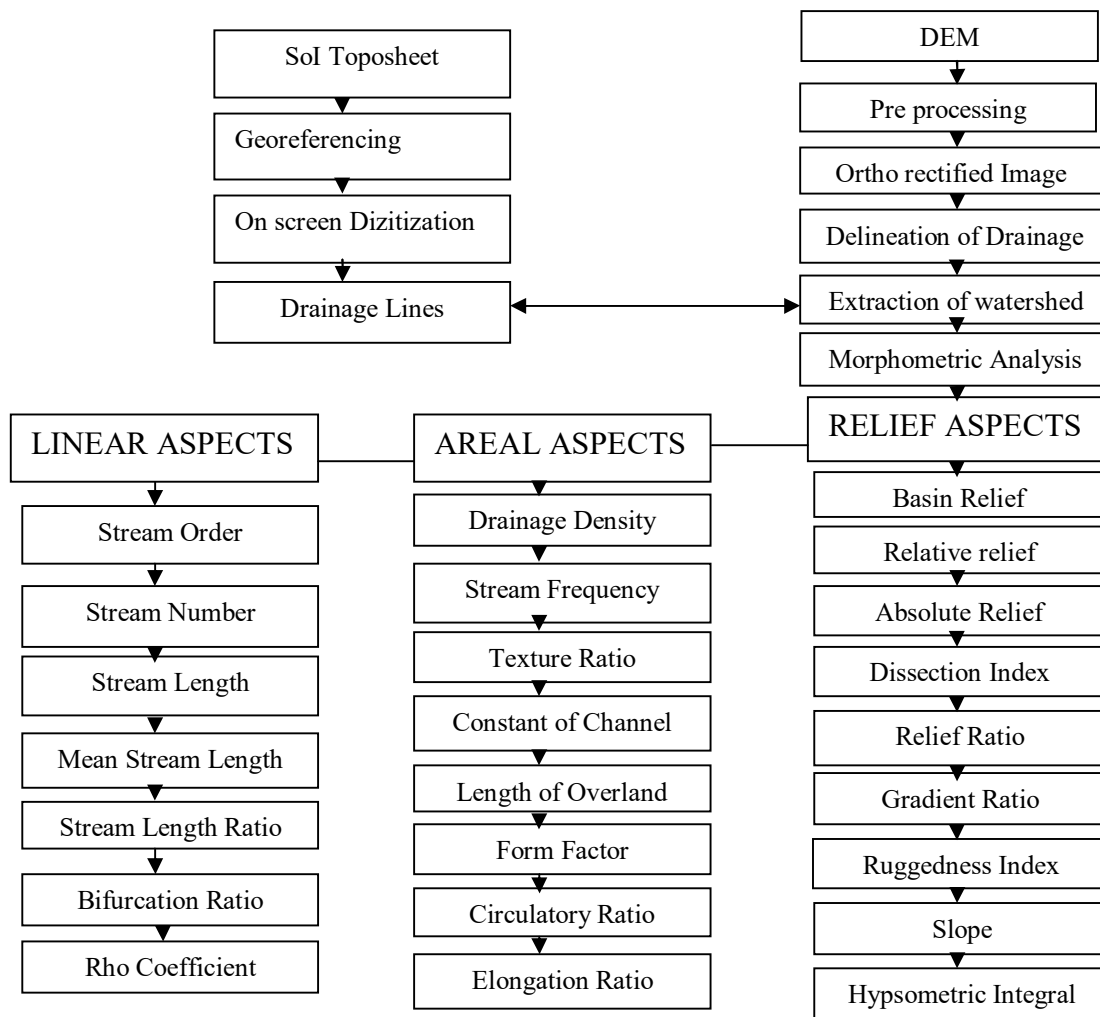 SoI Toposheet
Georeferencing
On screen Dizitization
Drainage Lines
DEM
Pre processing
Ortho rectified Image
Delineation of Drainage
Extraction of watershed
Morphometric Analysis
LINEAR ASPECTS
Stream Order
Stream Number
Stream Length
Mean Stream Length
Stream Length Ratio
Bifurcation Ratio
Rho Coefficient
AREAL ASPECTS
Drainage Density
Stream Frequency
Texture Ratio
Constant of Channel
Length of Overland
Form Factor
Circulatory Ratio
Elongation Ratio
RELIEF ASPECTS
Basin Relief
Relative relief
Absolute Relief
Dissection Index
Relief Ratio
Gradient Ratio
Ruggedness Index
Slope
Hypsometric Integral